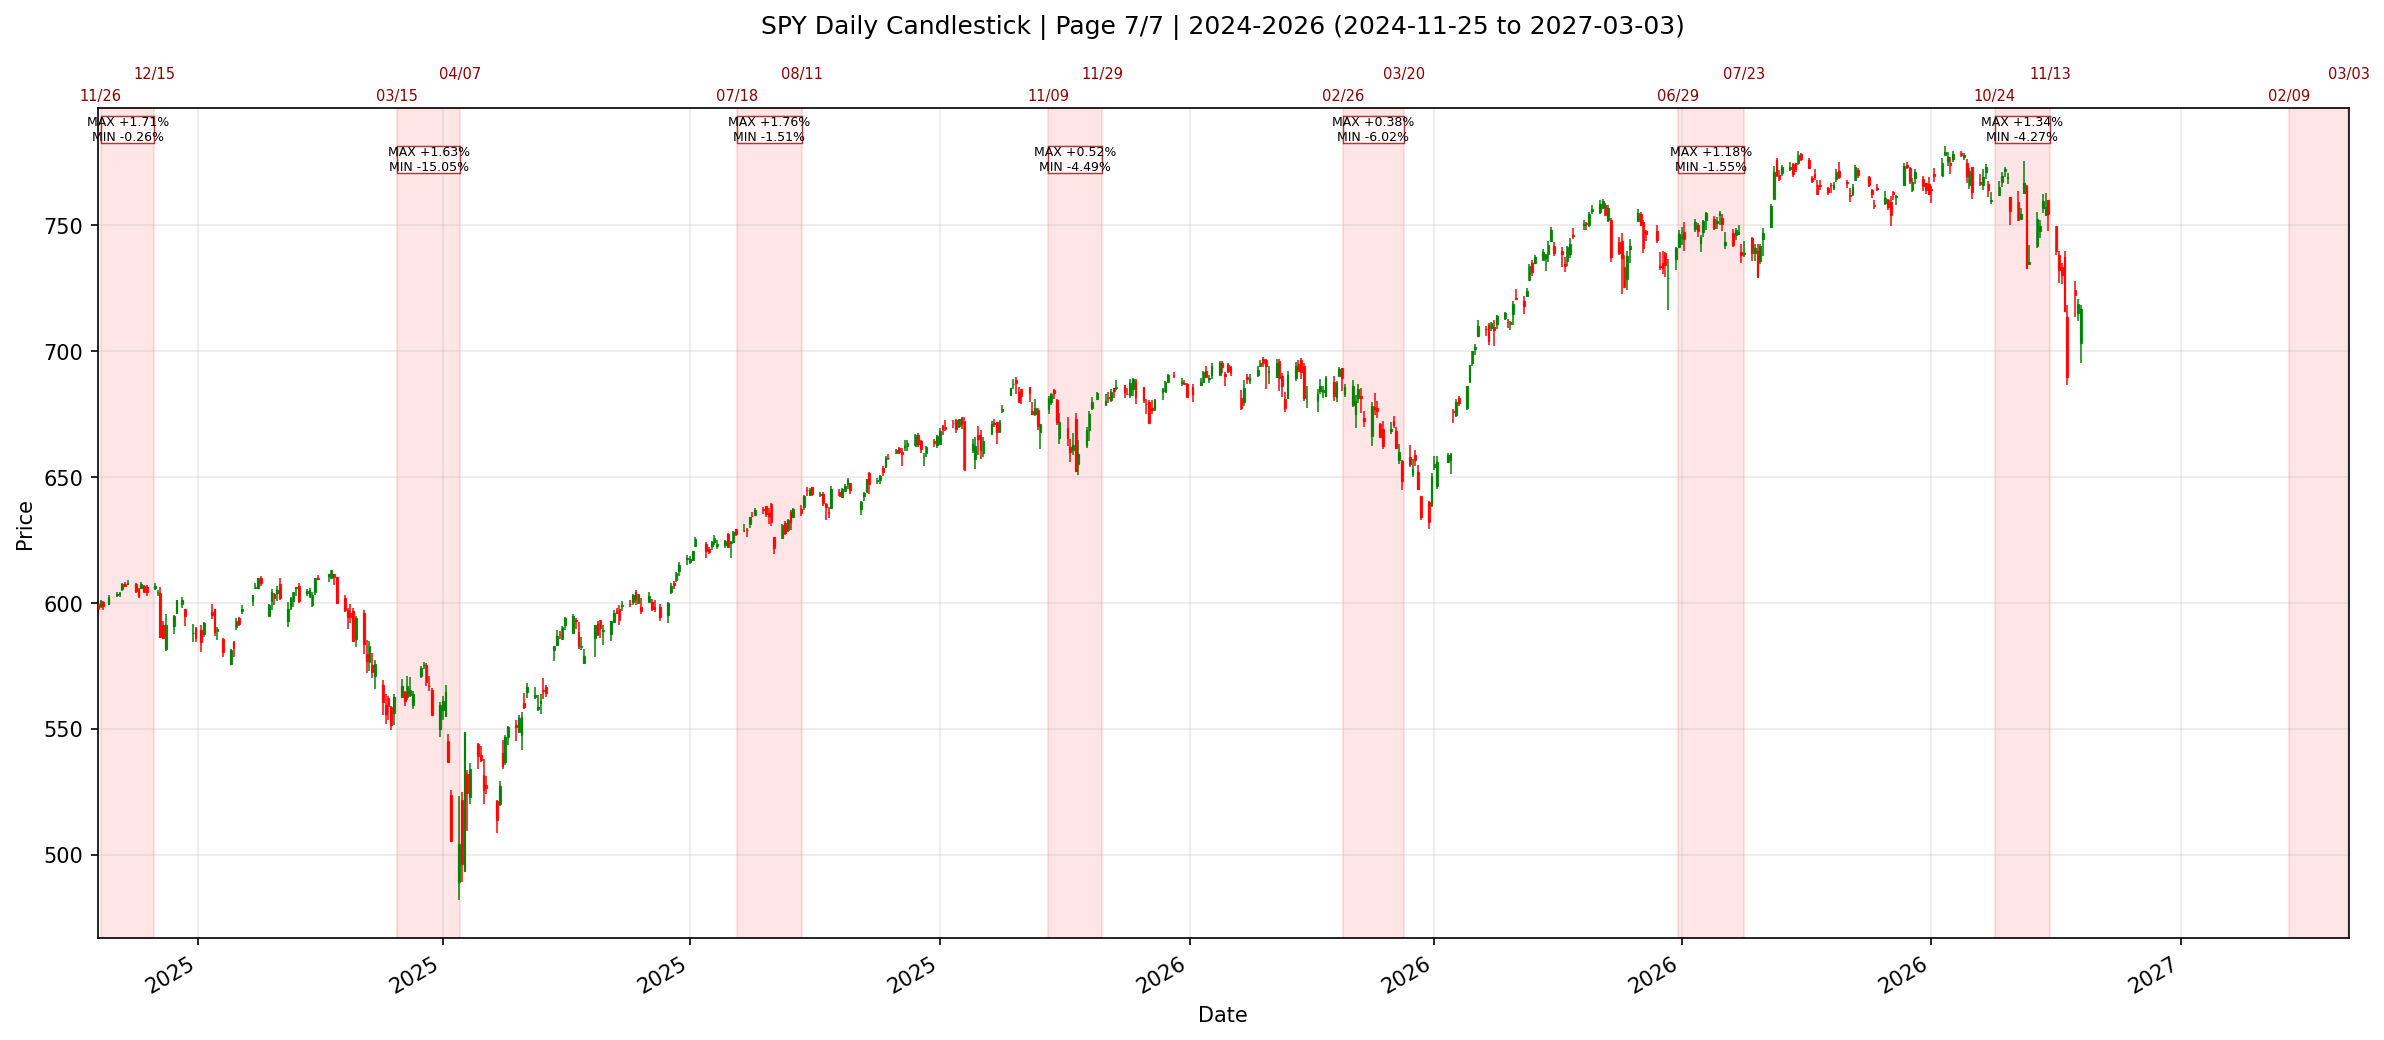 SPY Daily Candlestick | Page 7/7 | 2024-2026 (2024-11-25 to 2027-03-03)
12/15 04/07 08/11 11/29 03/20 07/23 11/13 03/03
11/26 03/15 07/18 11/09 02/26 06/29 10/24 02/09
MAX +1.71%
MIN -0.26%
MAX +1.63%
MIN -15.05%
MAX +1.76%
MIN -1.51%
MAX +0.52%
MIN -4.49%
MAX +0.38%
MIN -6.02%
MAX +1.18%
MIN -1.55%
MAX +1.34%
MIN -4.27%
Price
750
700
650
600
550
500
2025 2025 2025 2025 2026 2026 2026 2026 2027
Date